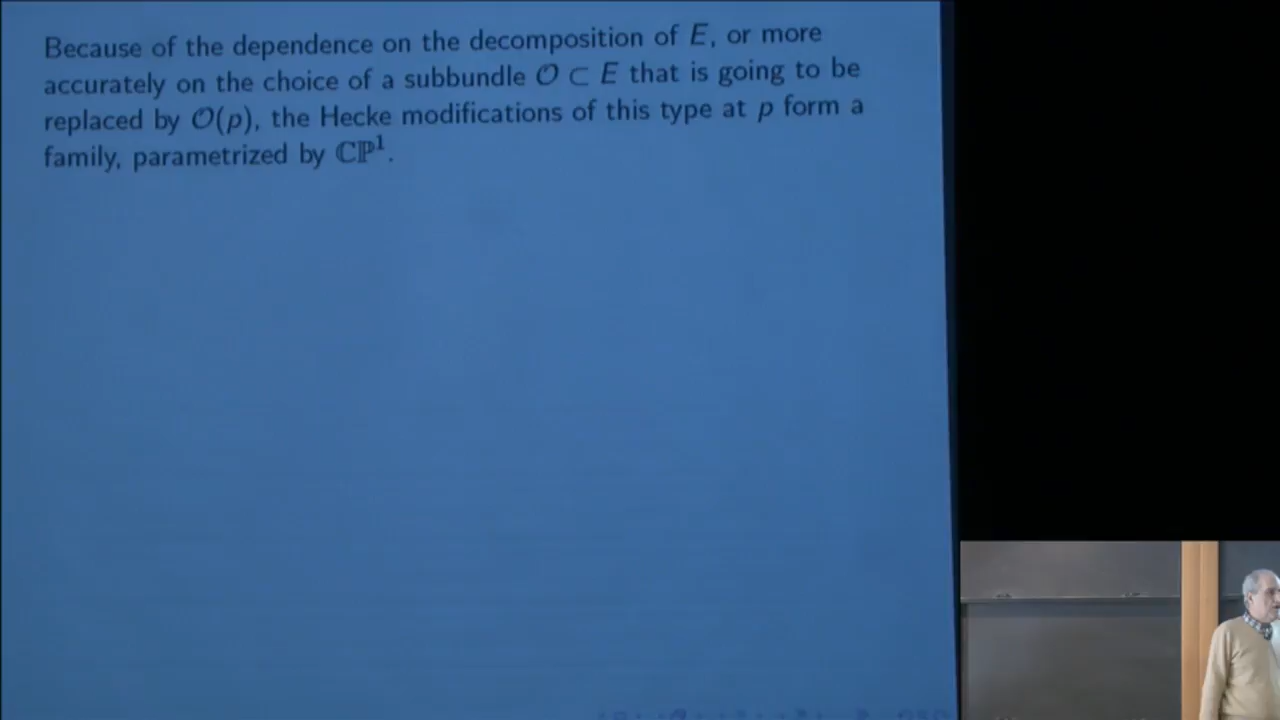 Because of the dependence on the decomposition of E, or more
accurately on the choice of a subbundle 𝒪 ⊂ E that is going to be
replaced by 𝒪(p), the Hecke modifications of this type at p form a
family, parametrized by ℂℙ¹.